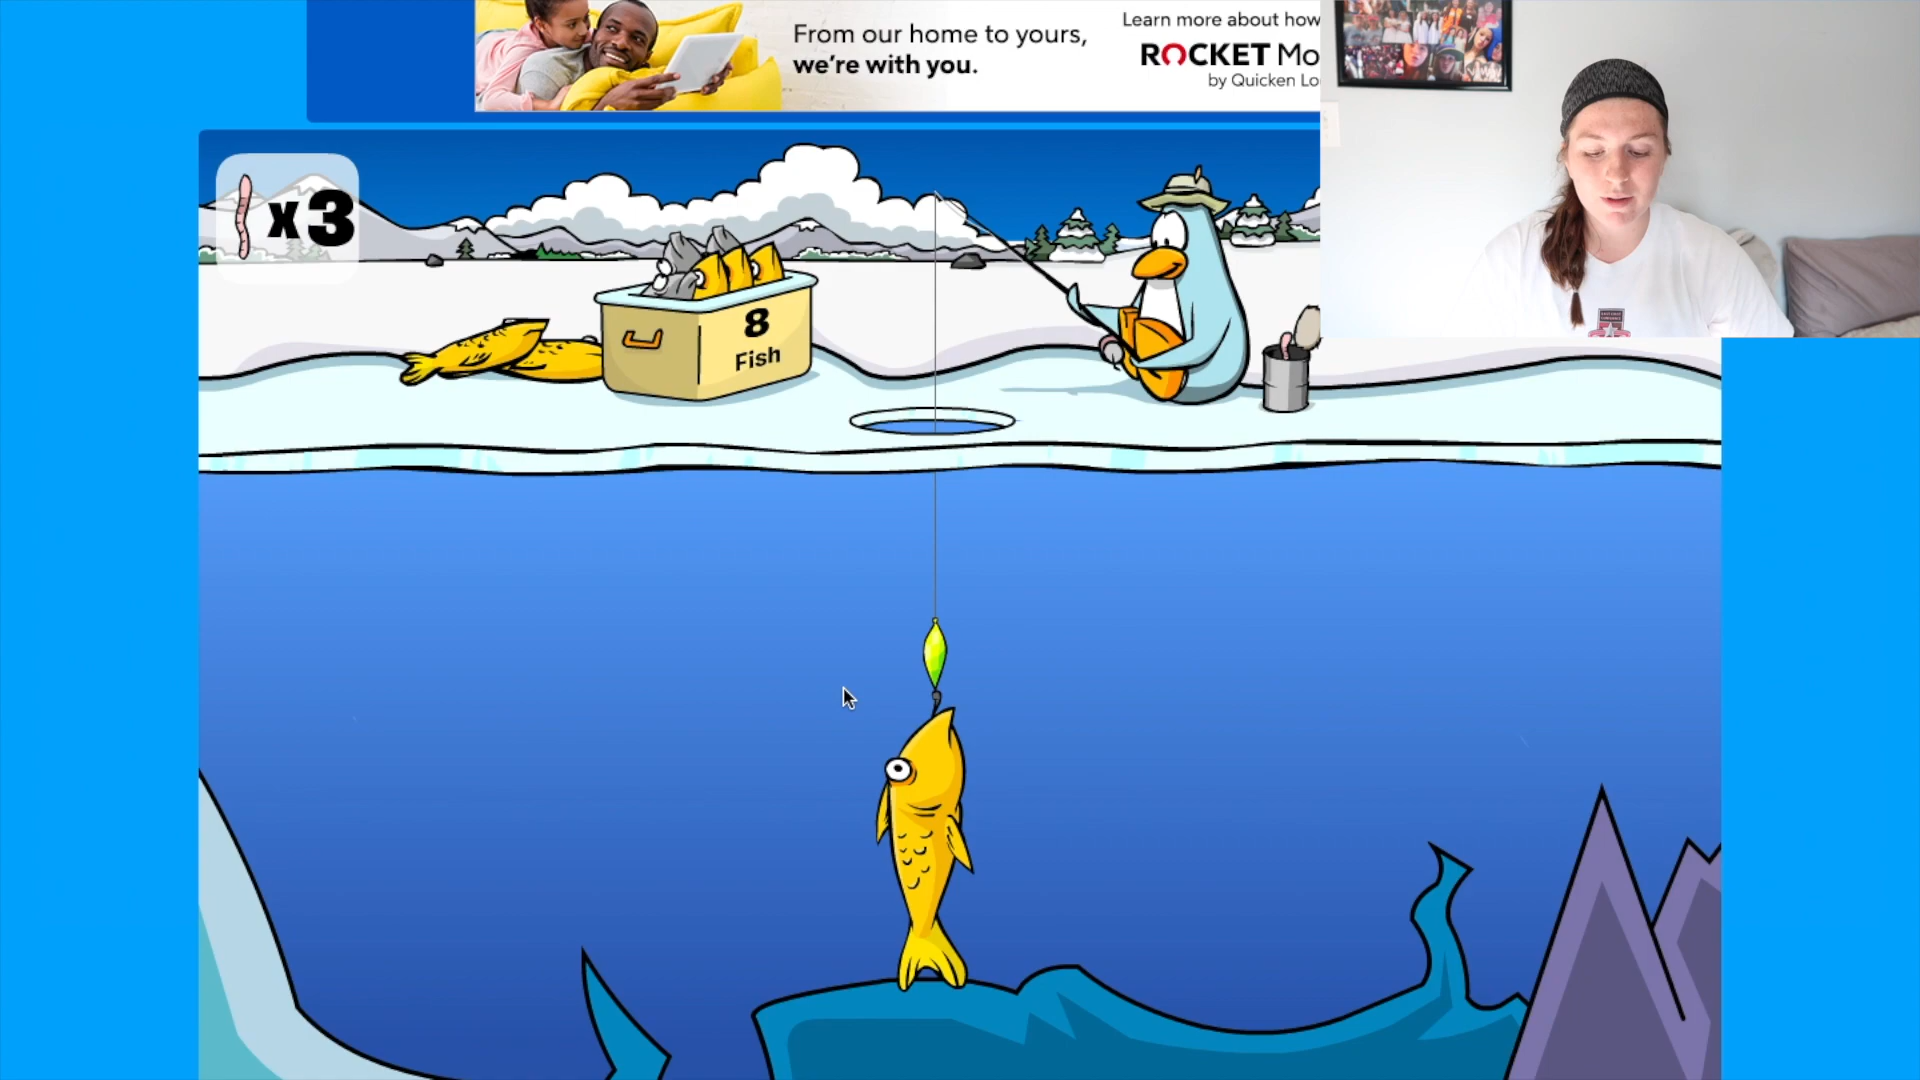 From our home to yours,
we're with you.
Learn more about how
ROCKET Mo
by Quicken Lo
x3
8
Fish